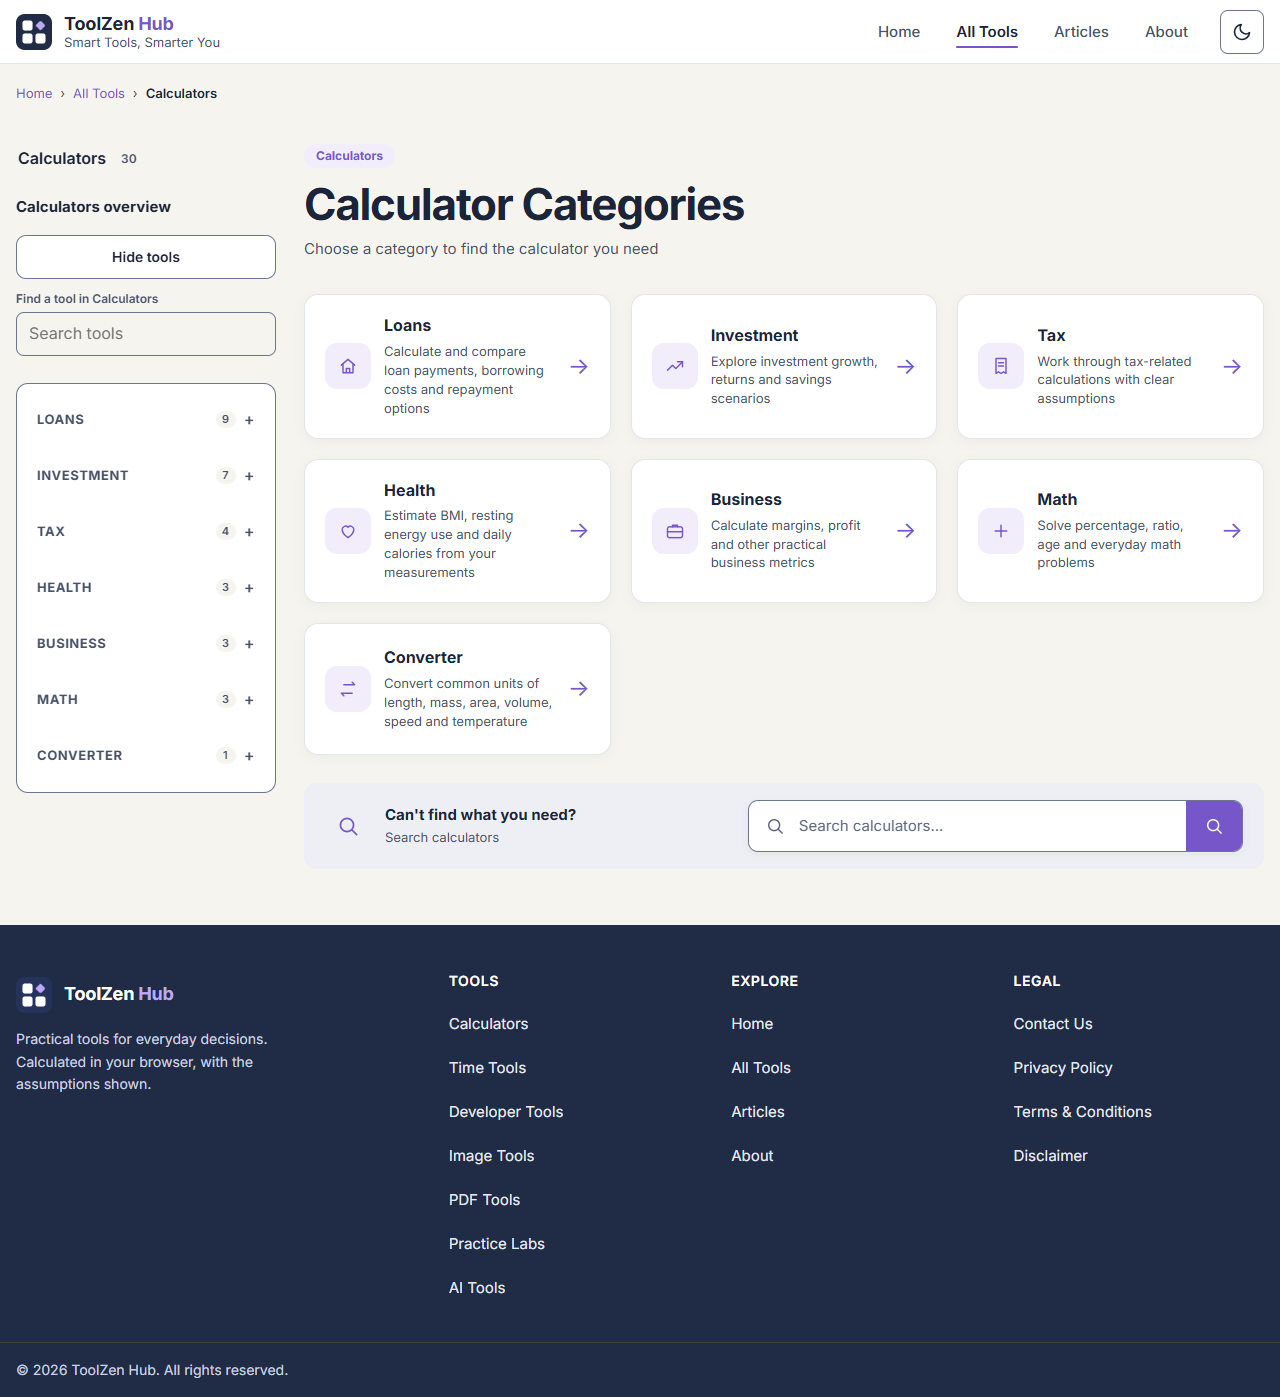 ToolZen Hub
Smart Tools, Smarter You
Home
All Tools
Articles
About
Home › All Tools › Calculators
Calculators 30
Calculators overview
Hide tools
Find a tool in Calculators
Search tools
LOANS 9 +
INVESTMENT 7 +
TAX 4 +
HEALTH 3 +
BUSINESS 3 +
MATH 3 +
CONVERTER 1 +
Calculators
Calculator Categories
Choose a category to find the calculator you need
Loans
Calculate and compare
loan payments, borrowing
costs and repayment
options
Investment
Explore investment growth,
returns and savings
scenarios
Tax
Work through tax-related
calculations with clear
assumptions
Health
Estimate BMI, resting
energy use and daily
calories from your
measurements
Business
Calculate margins, profit
and other practical
business metrics
Math
Solve percentage, ratio,
age and everyday math
problems
Converter
Convert common units of
length, mass, area, volume,
speed and temperature
Can't find what you need?
Search calculators
Search calculators...
ToolZen Hub
Practical tools for everyday decisions.
Calculated in your browser, with the
assumptions shown.
TOOLS
Calculators
Time Tools
Developer Tools
Image Tools
PDF Tools
Practice Labs
AI Tools
EXPLORE
Home
All Tools
Articles
About
LEGAL
Contact Us
Privacy Policy
Terms & Conditions
Disclaimer
© 2026 ToolZen Hub. All rights reserved.